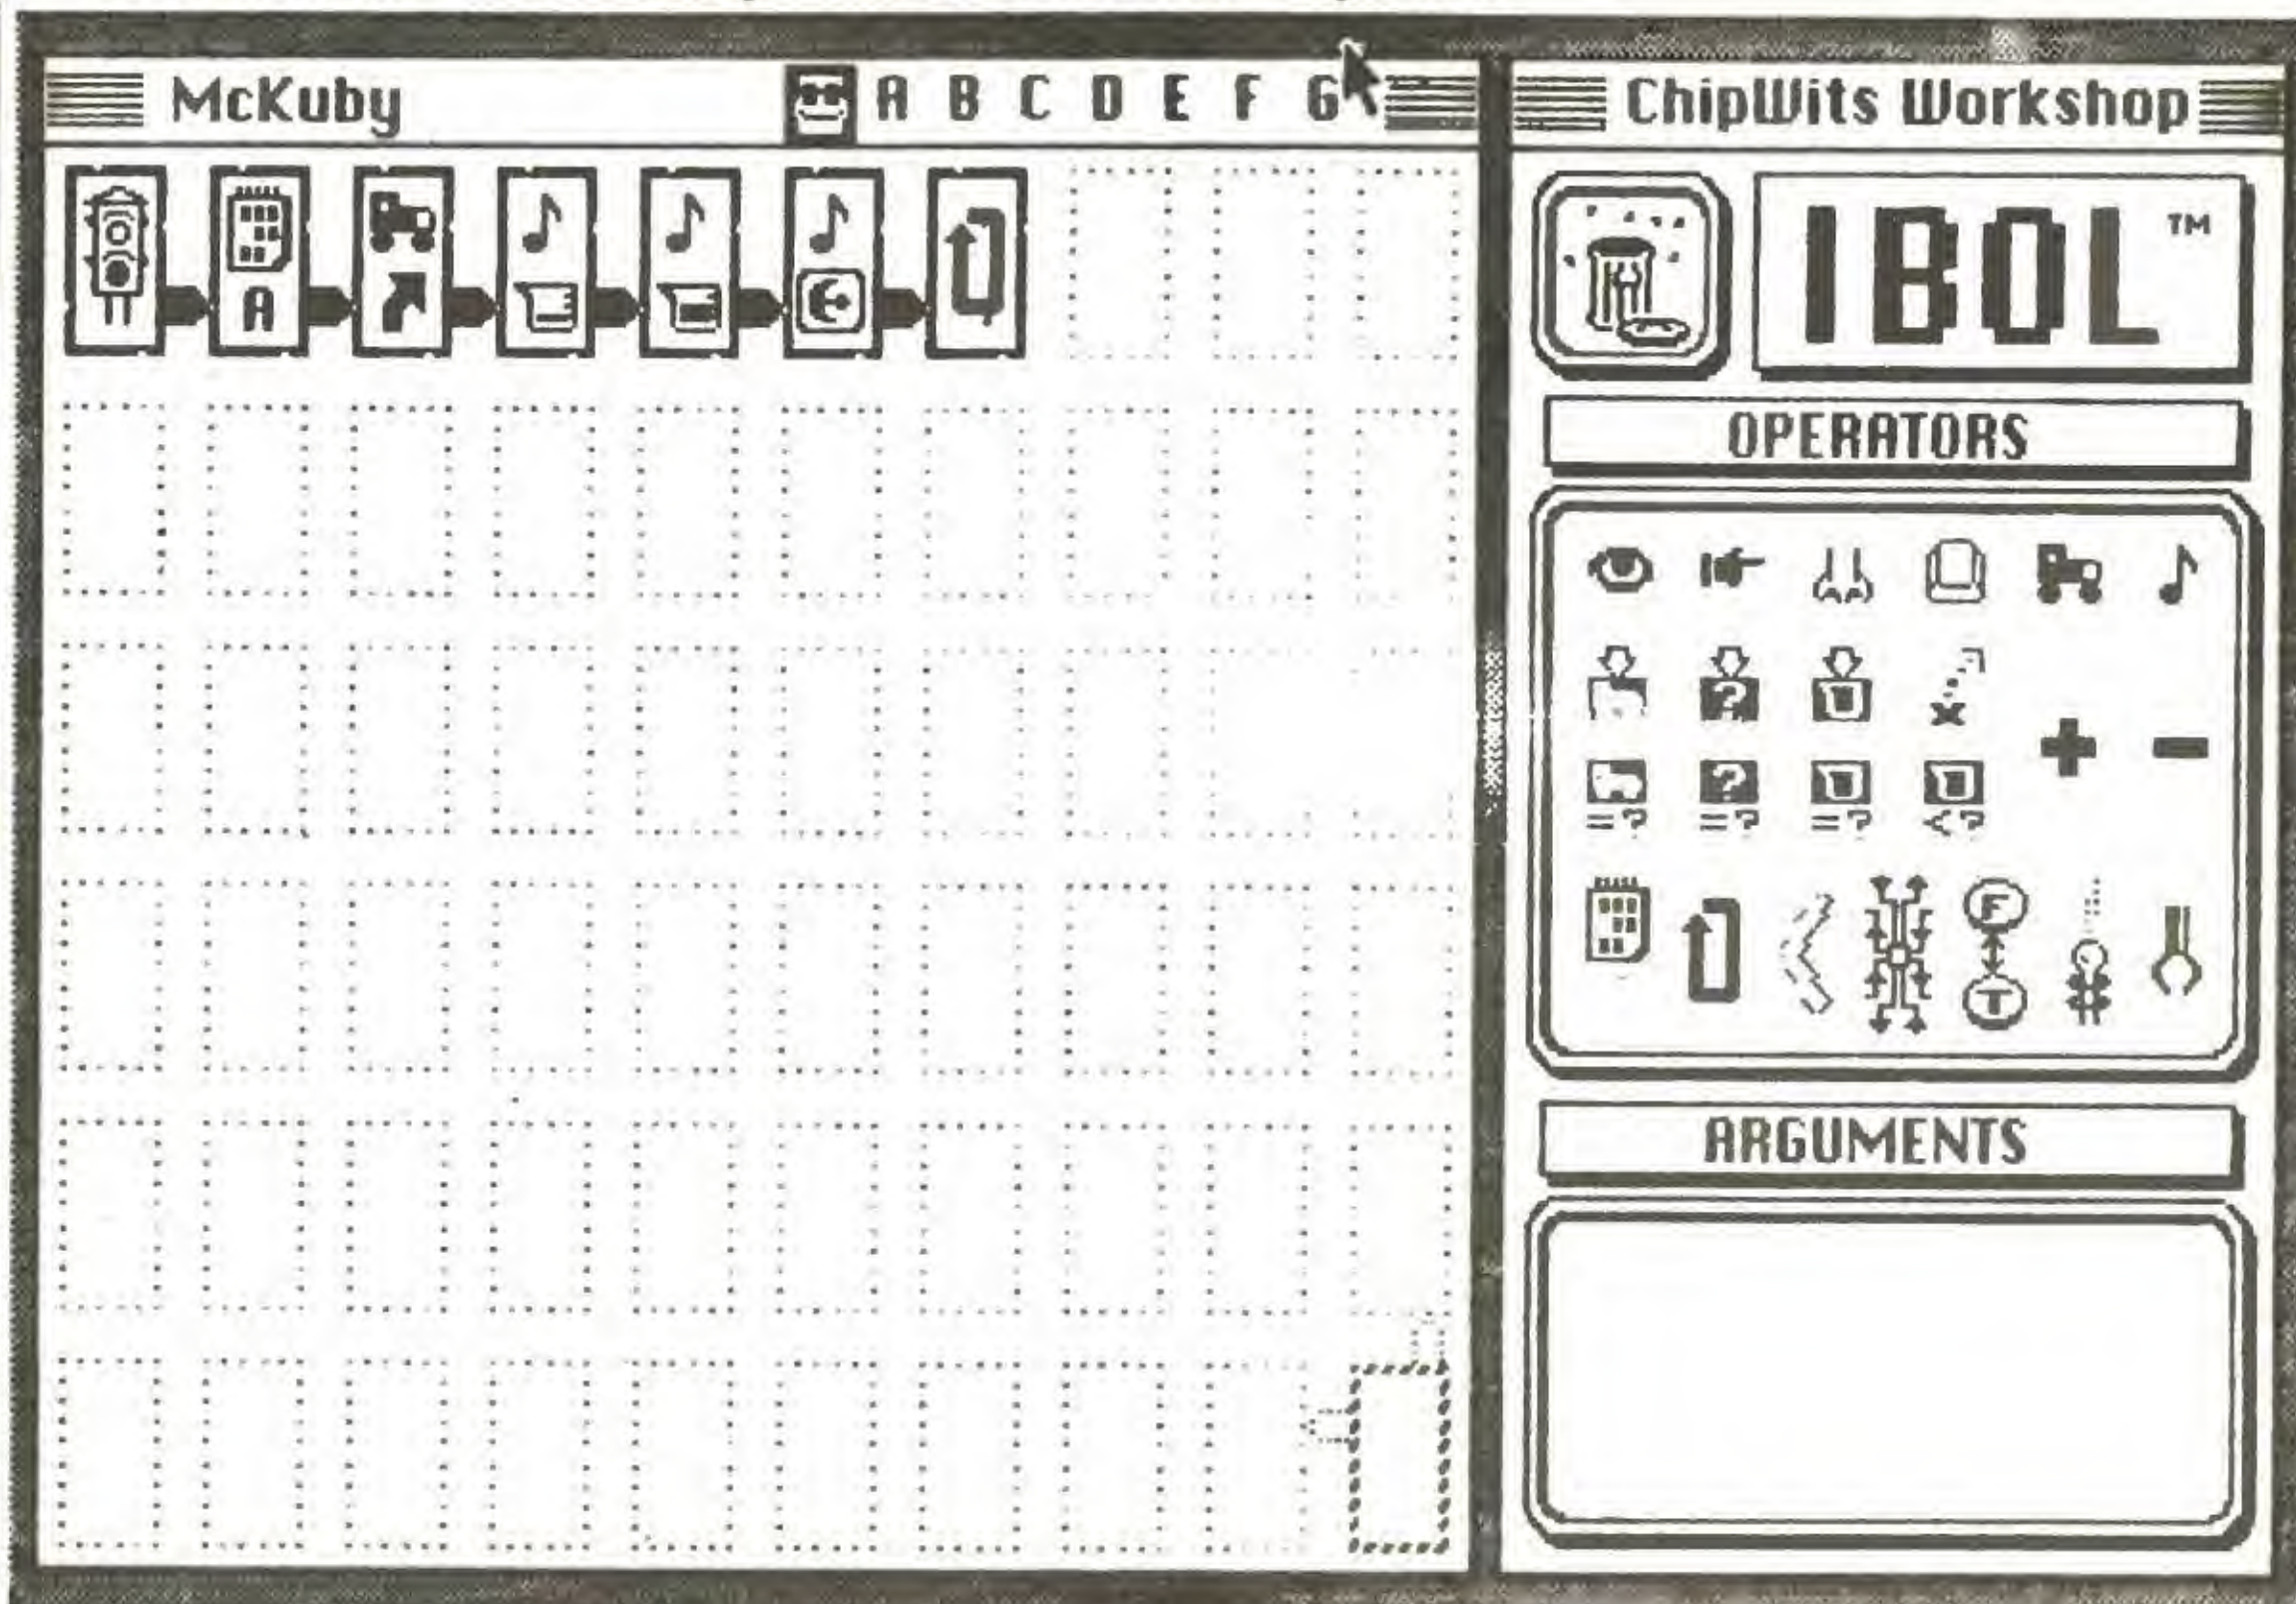 McKuby A B C D E F G
A
ChipWits Workshop
IBOL™
OPERATORS
?
=? ? =? =? <?
F
T
ARGUMENTS